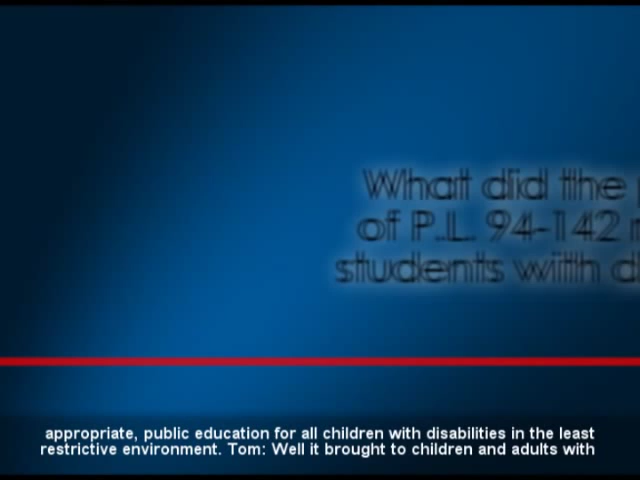 What did the
of P.L. 94-142
students with
appropriate, public education for all children with disabilities in the least
restrictive environment. Tom: Well it brought to children and adults with